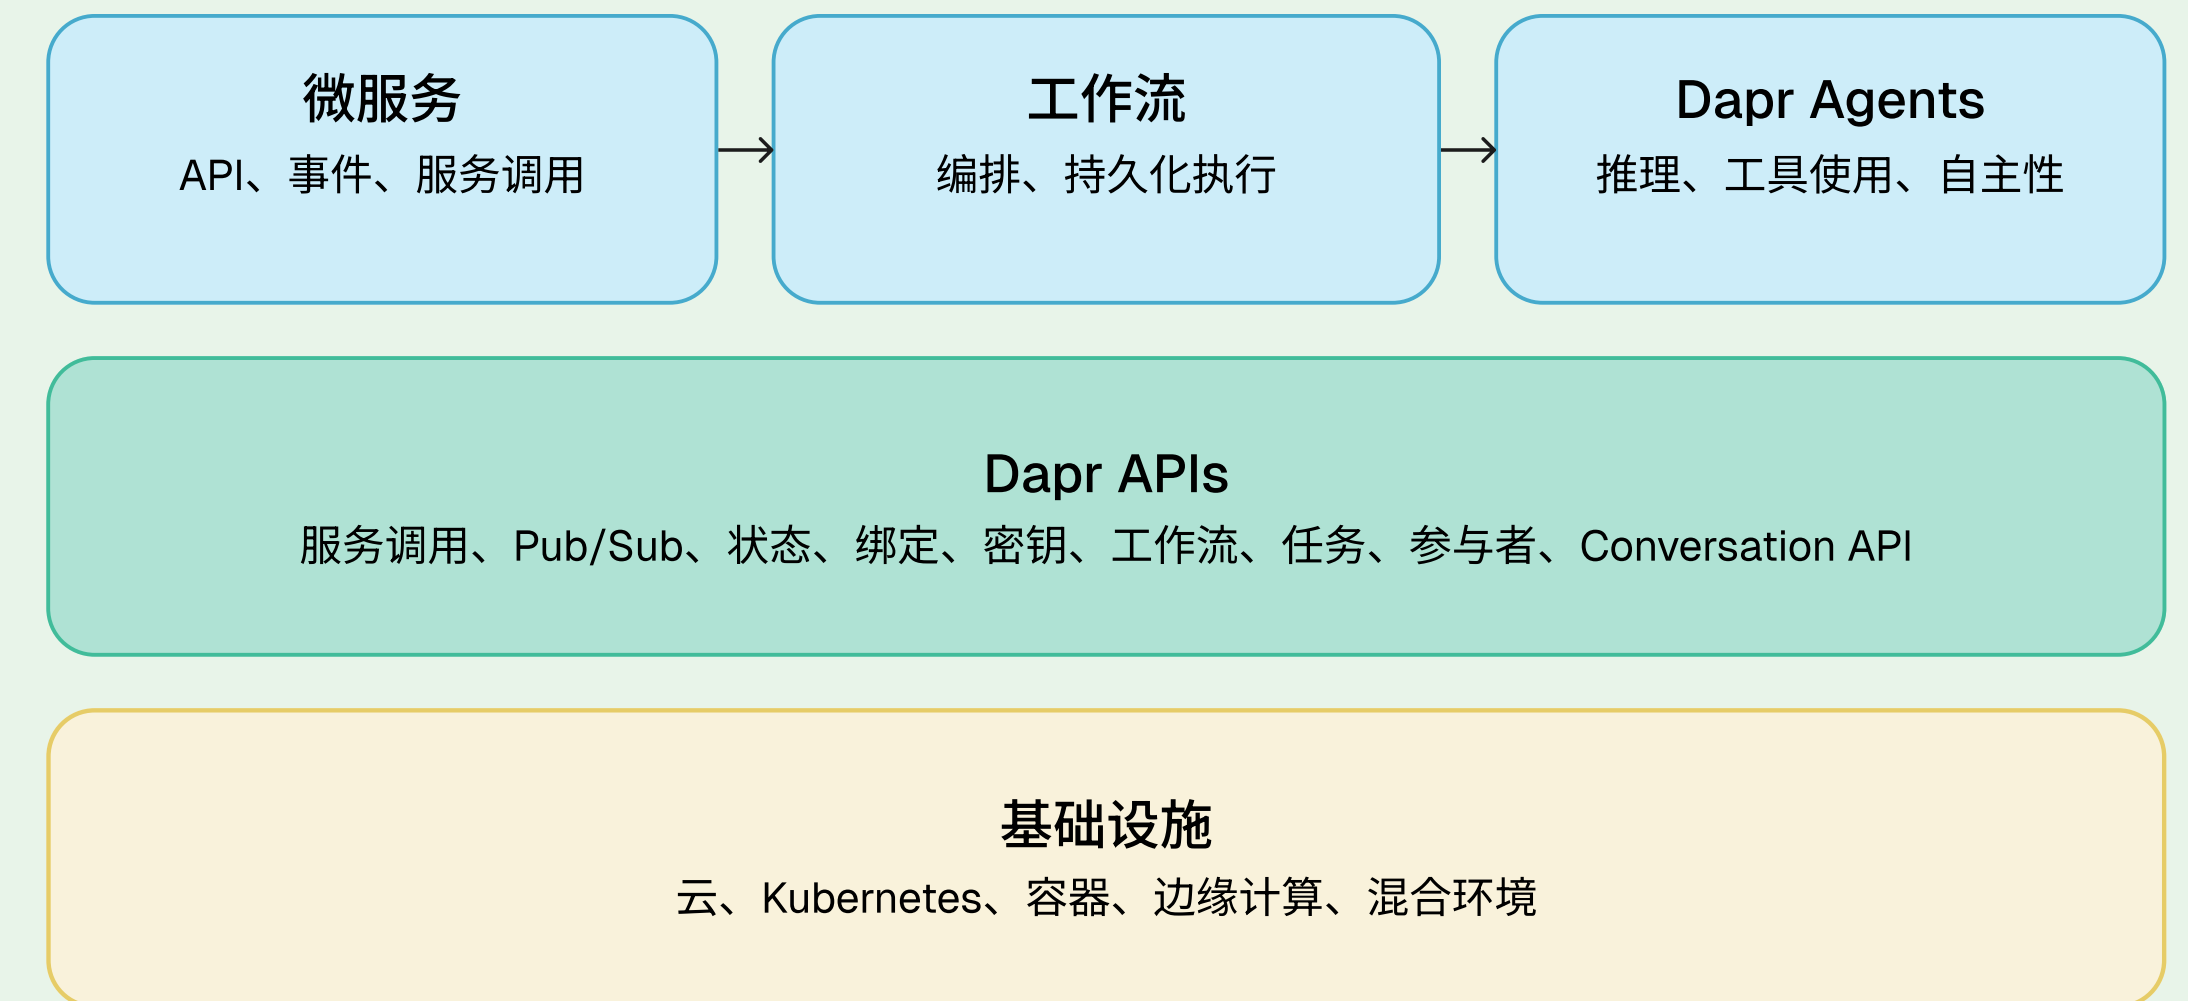 微服务
API、事件、服务调用
工作流
编排、持久化执行
Dapr Agents
推理、工具使用、自主性
Dapr APIs
服务调用、Pub/Sub、状态、绑定、密钥、工作流、任务、参与者、Conversation API
基础设施
云、Kubernetes、容器、边缘计算、混合环境